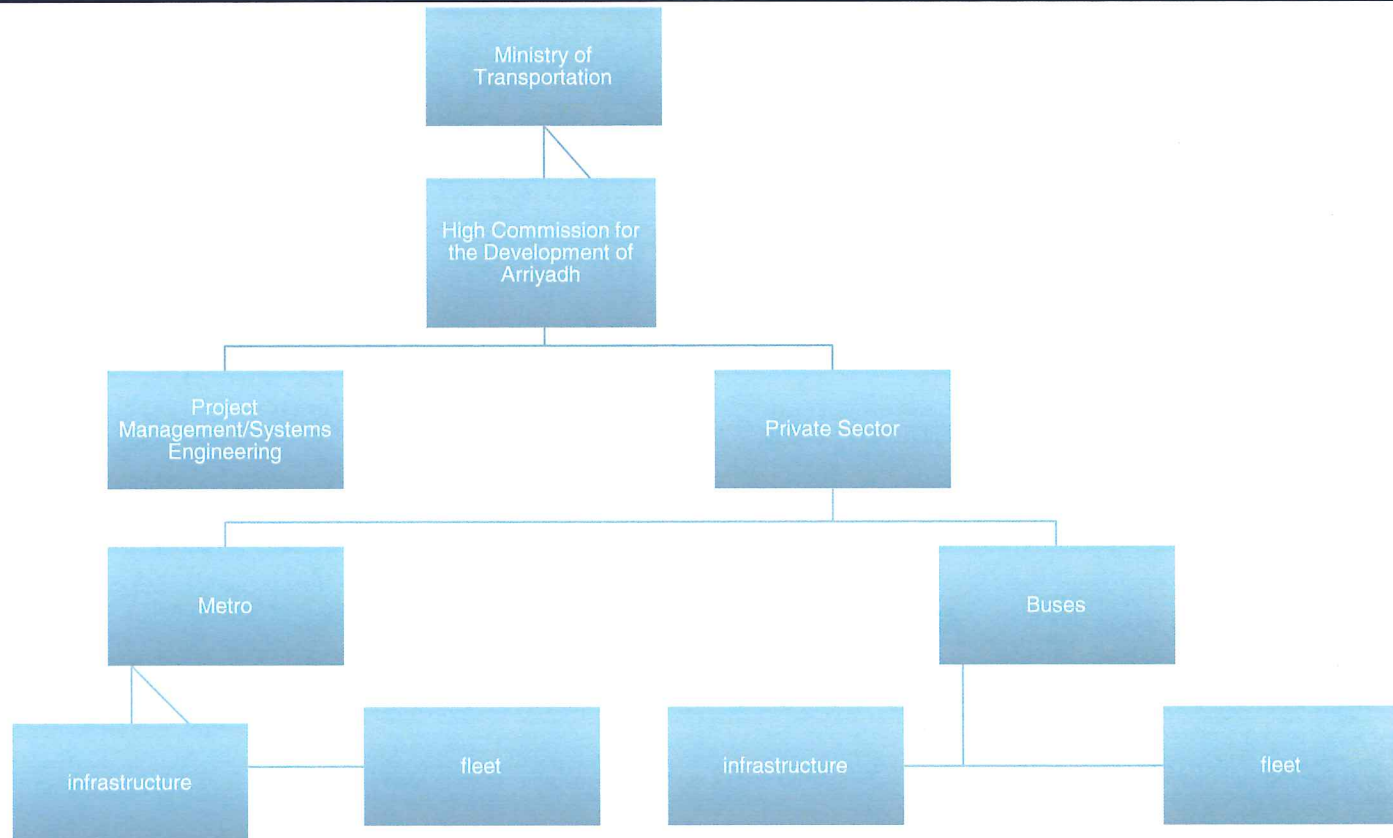 Ministry of
Transportation
High Commission for
the Development of
Arriyadh
Project
Management/Systems
Engineering
Private Sector
Metro
Buses
infrastructure
fleet
infrastructure
fleet